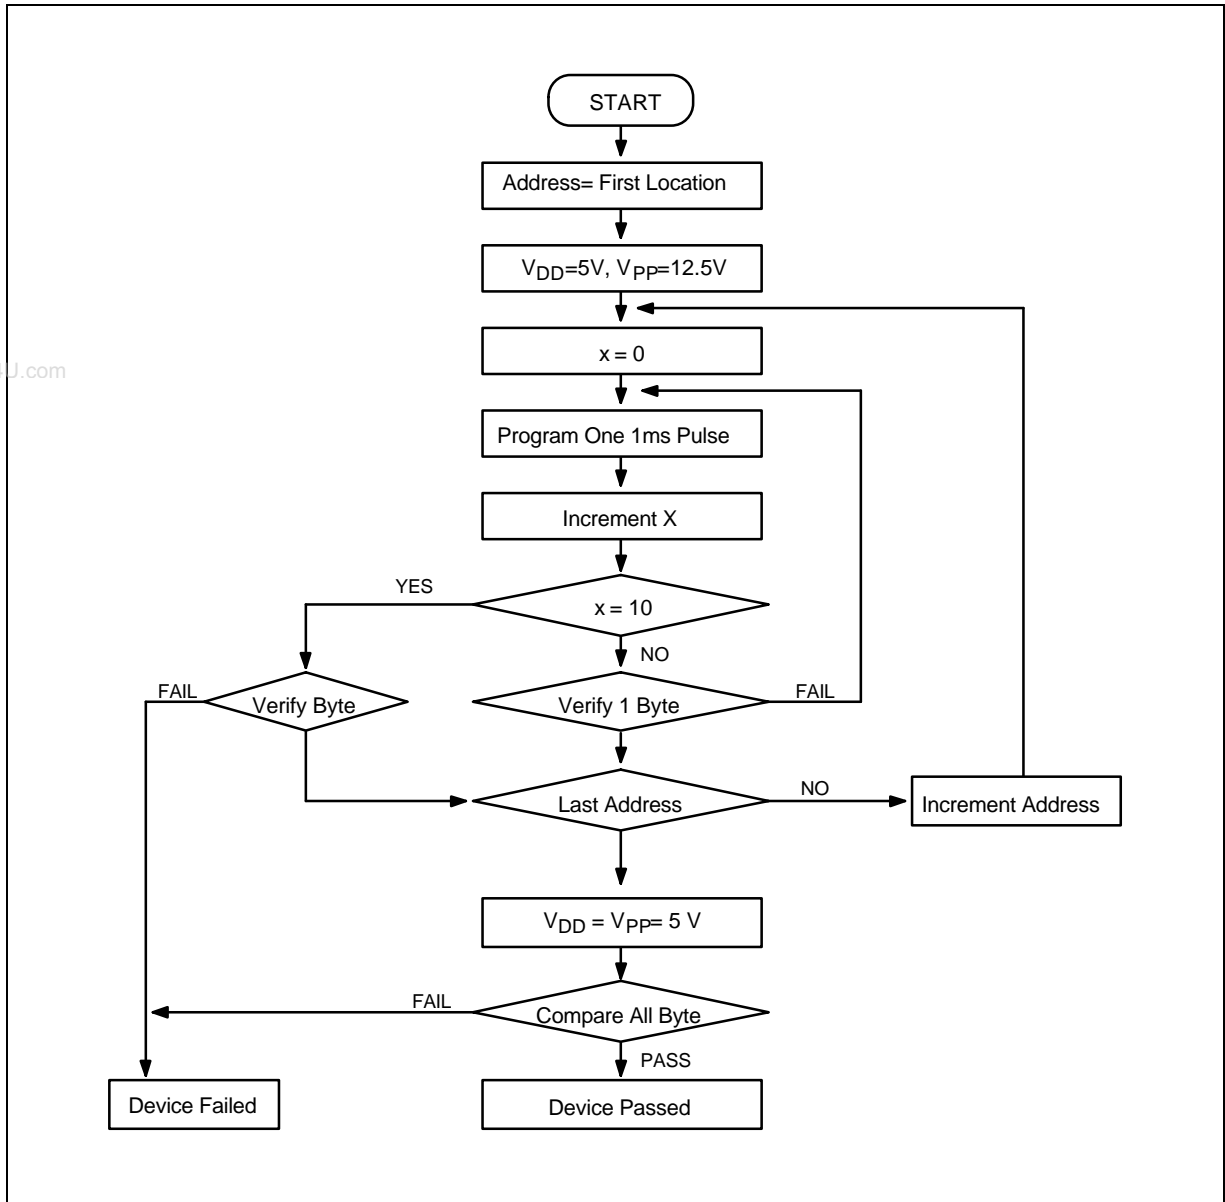 START
Address= First Location
VDD=5V, VPP=12.5V
x = 0
U.com
Program One 1ms Pulse
Increment X
YES
x = 10
NO
FAIL
Verify Byte
Verify 1 Byte
FAIL
Last Address
NO
Increment Address
VDD = VPP= 5 V
FAIL
Compare All Byte
PASS
Device Failed
Device Passed